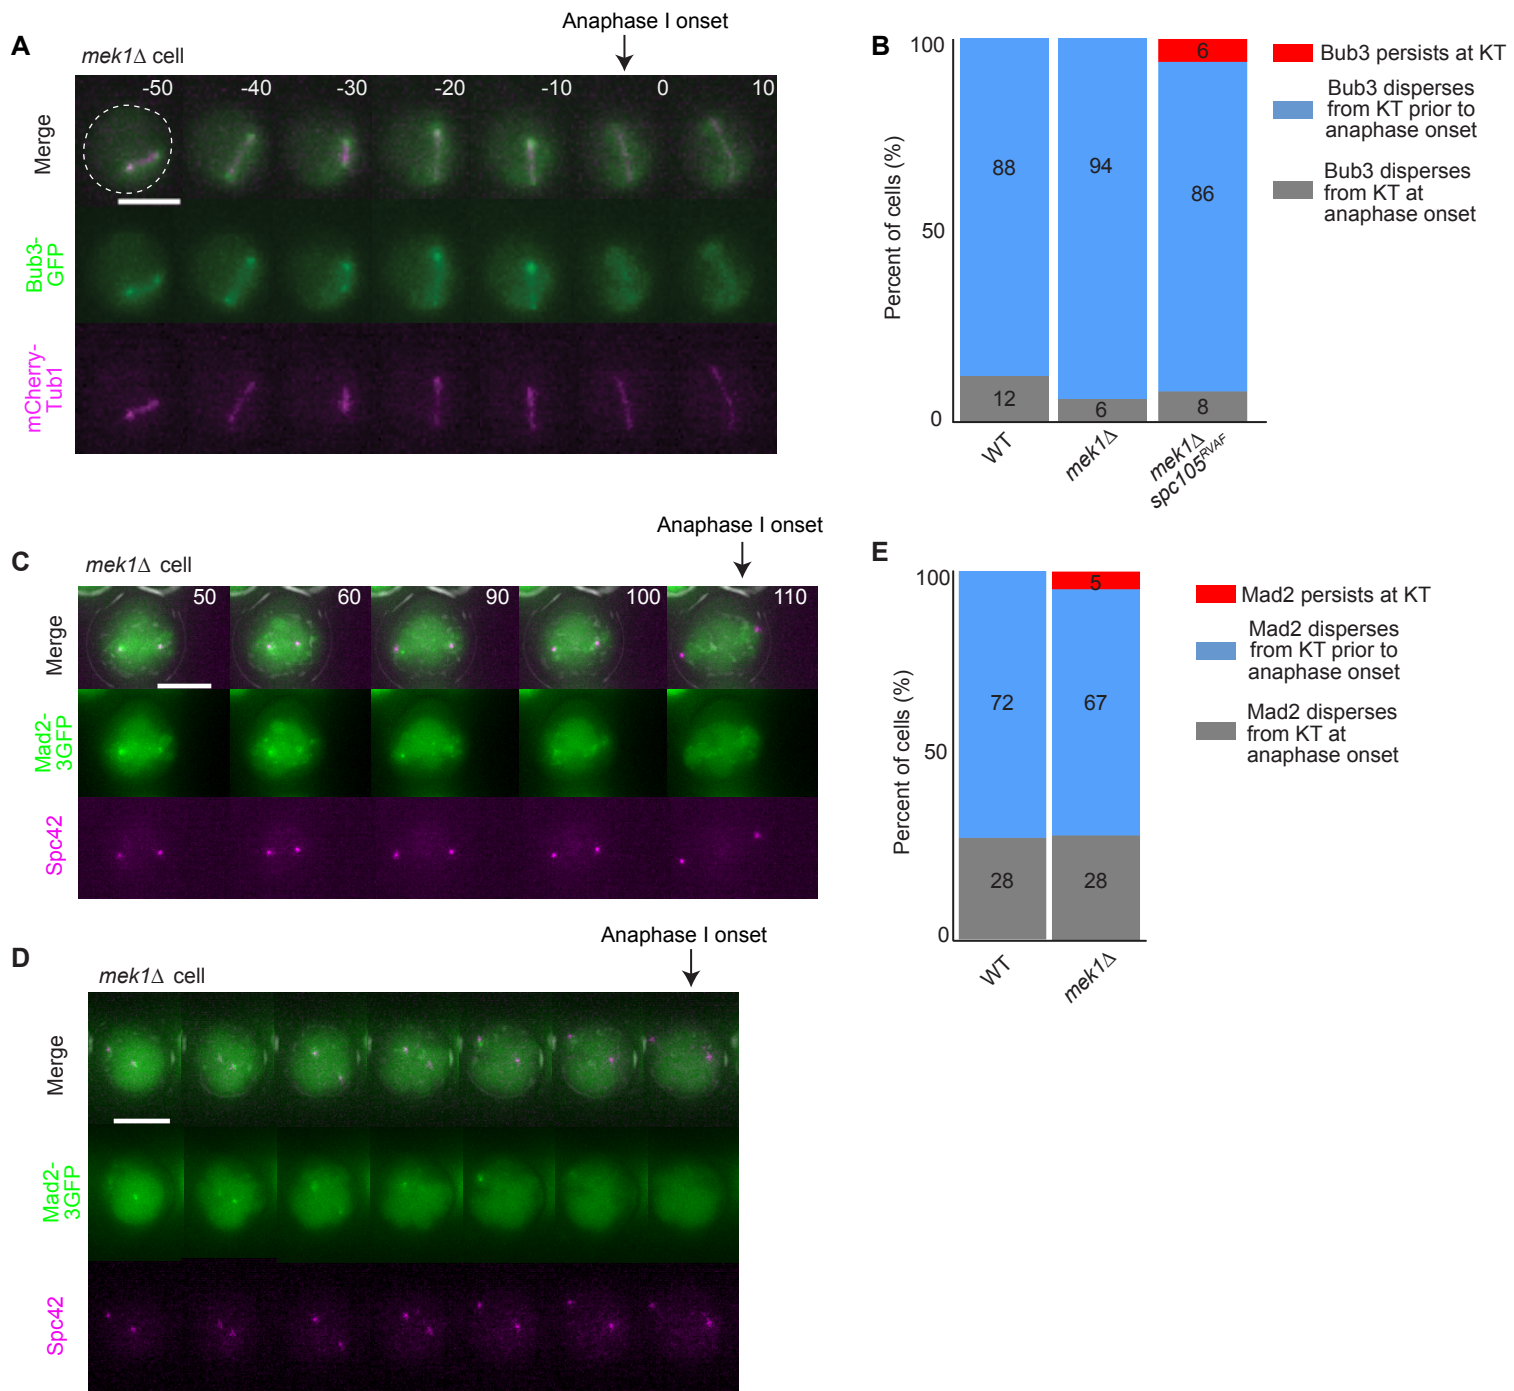 Anaphase I onset
A
mek1Δ cell
-50 -40 -30 -20 -10 0 10
Merge
Bub3-
GFP
mCherry-
Tub1
B
Percent of cells (%)
100
50
0
88
12
94
6
6
86
8
WT
mek1Δ
mek1Δ
spc105^RVAF
Bub3 persists at KT
Bub3 disperses
from KT prior to
anaphase onset
Bub3 disperses
from KT at
anaphase onset
Anaphase I onset
C
mek1Δ cell
50 60 90 100 110
Merge
Mad2-
3GFP
Spc42
E
Percent of cells (%)
100
50
0
72
28
5
67
28
WT
mek1Δ
Mad2 persists at KT
Mad2 disperses
from KT prior to
anaphase onset
Mad2 disperses
from KT at
anaphase onset
Anaphase I onset
D
mek1Δ cell
Merge
Mad2-
3GFP
Spc42